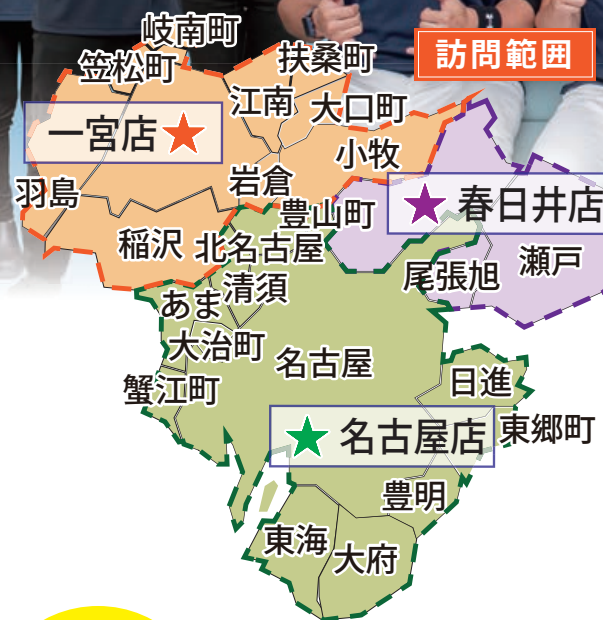 訪問範囲
岐南町
笠松町
扶桑町
江南
大口町
一宮店
小牧
羽島
岩倉
豊山町
春日井店
稲沢
北名古屋
尾張旭
瀬戸
清須
あま
大治町
名古屋
蟹江町
日進
名古屋店
東郷町
豊明
東海
大府